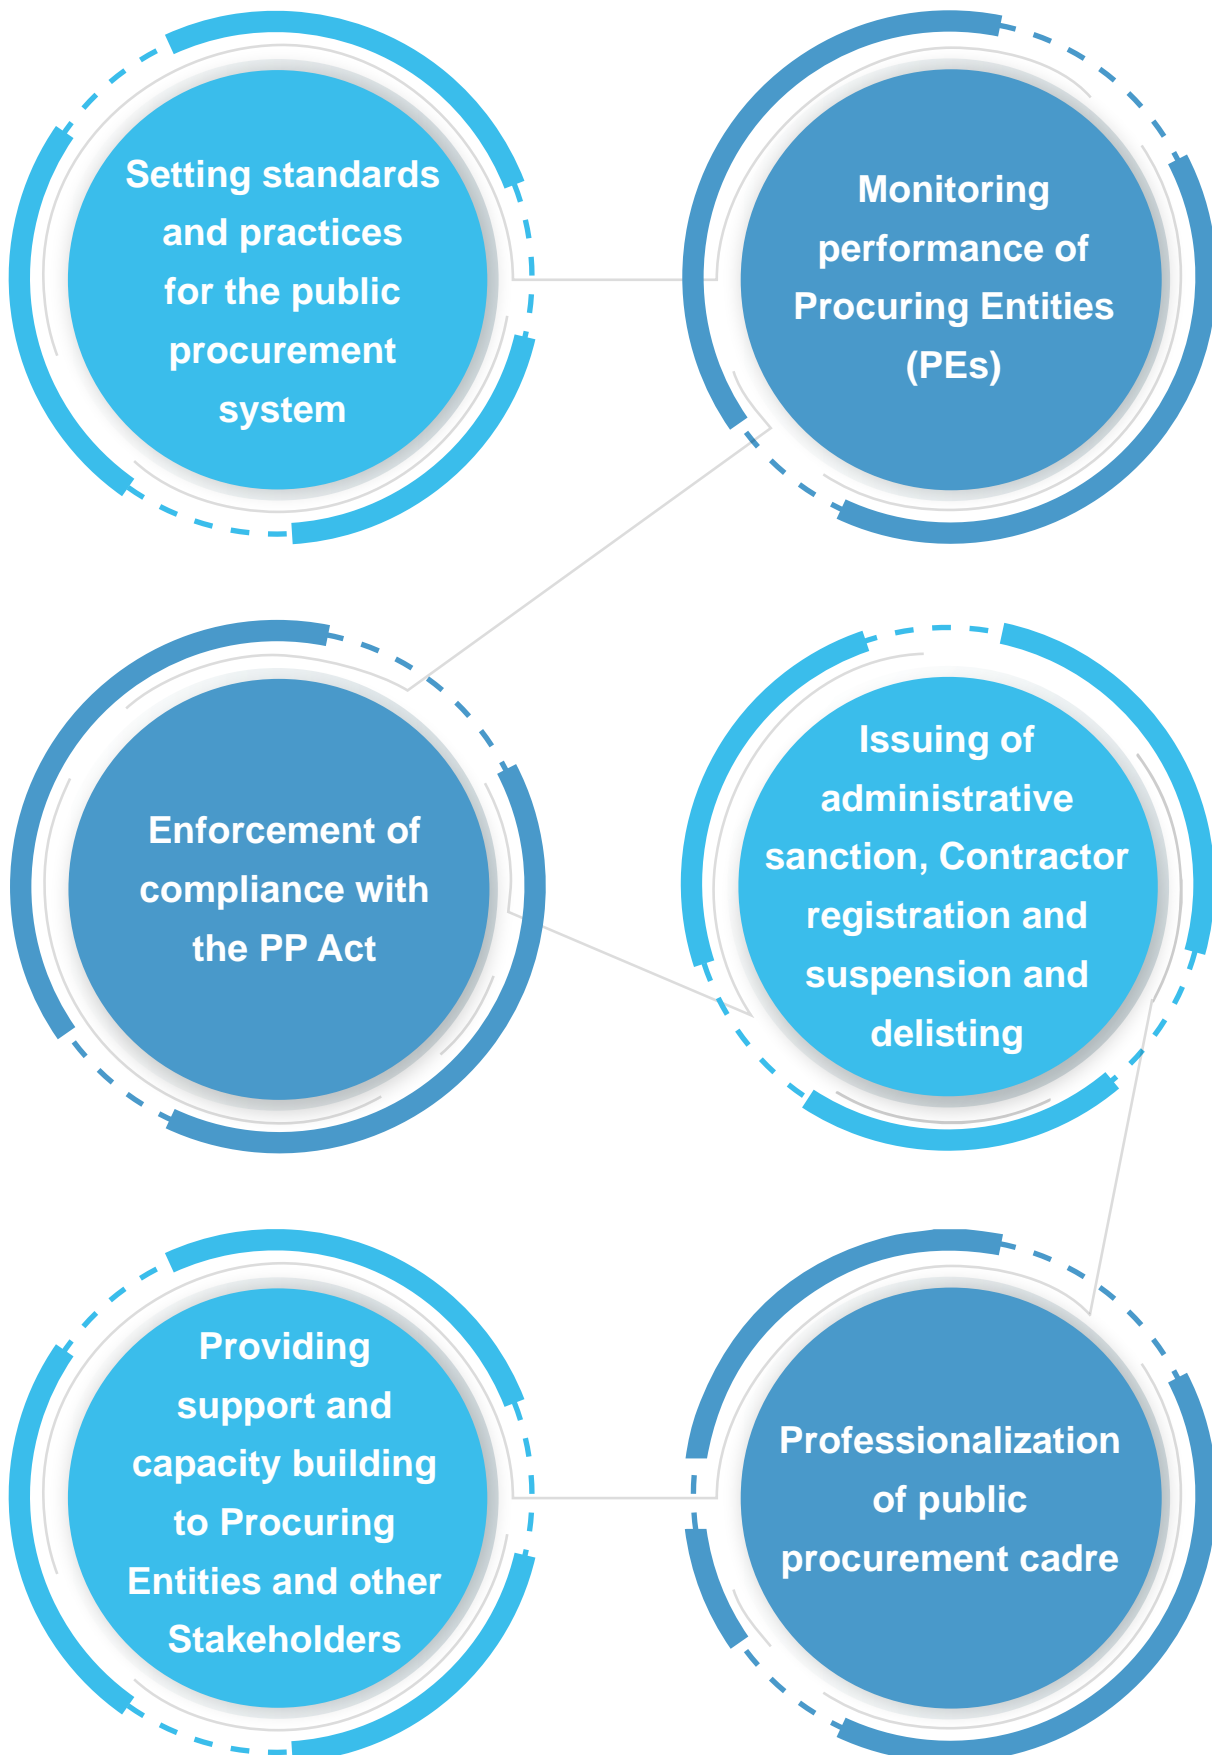 Setting standards
and practices
for the public
procurement
system
Monitoring
performance of
Procuring Entities
(PEs)
Enforcement of
compliance with
the PP Act
Issuing of
administrative
sanction, Contractor
registration and
suspension and
delisting
Providing
support and
capacity building
to Procuring
Entities and other
Stakeholders
Professionalization
of public
procurement cadre